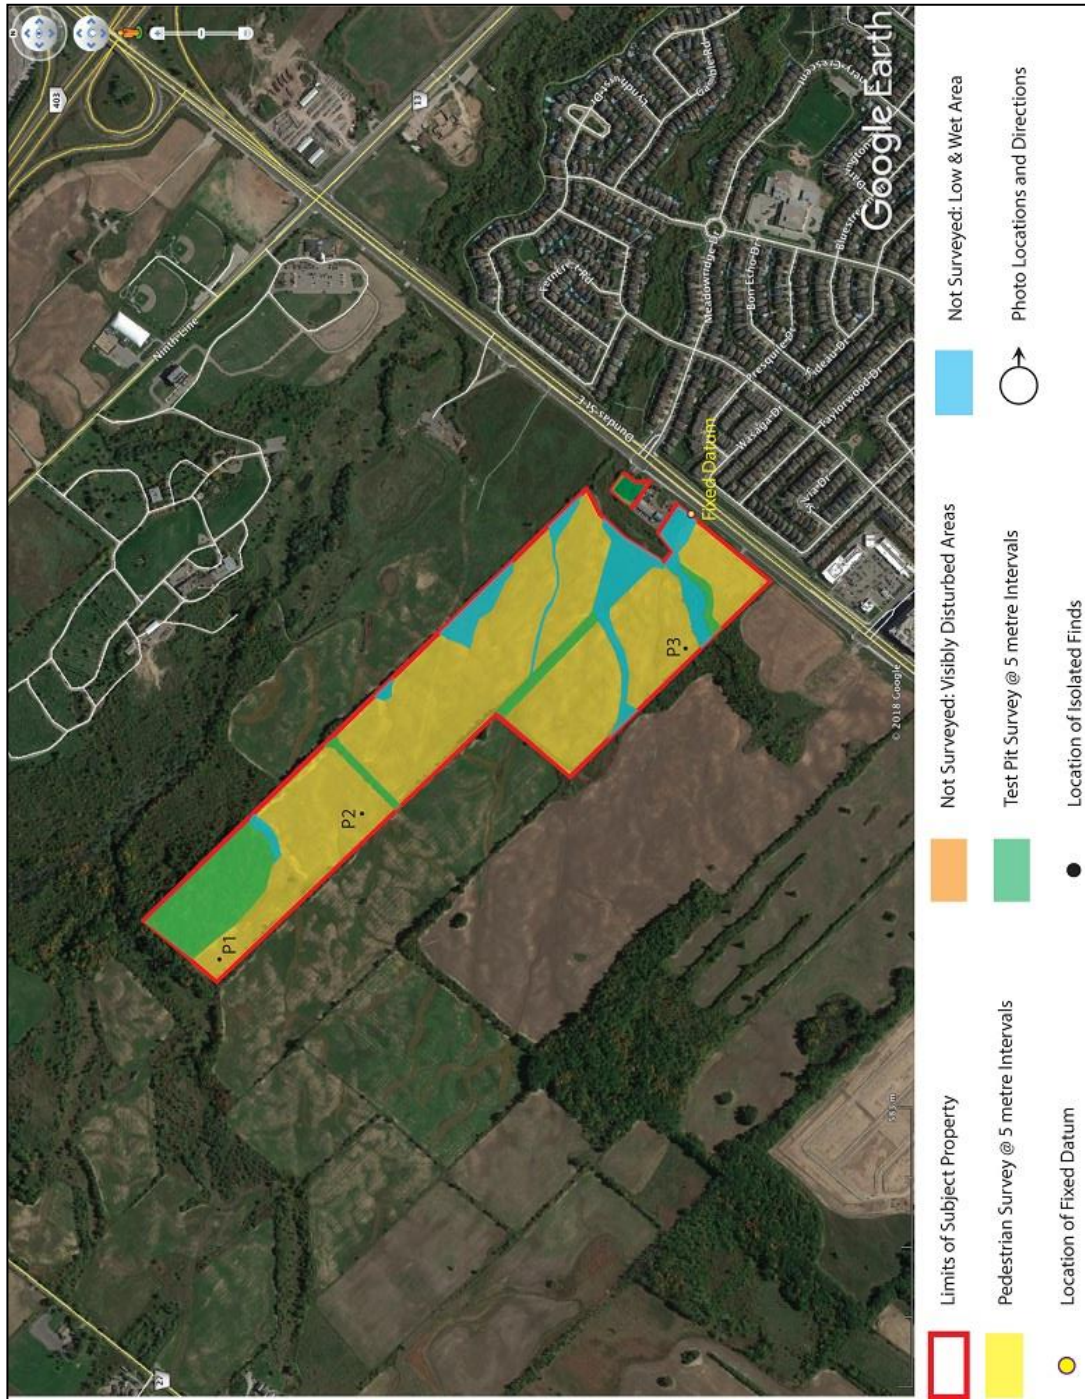 403
13
Ninth Line
Dundas St E
Meadowridge
Bon Echo Dr
Presquile Dr
Wasaga Dr
Taylorwood Dr
Fixed Datum
Google Earth
P1
P2
P3
© 2018 Google
27
Limits of Subject Property
Not Surveyed: Visibly Disturbed Areas
Not Surveyed: Low & Wet Area
Pedestrian Survey @ 5 metre Intervals
Test Pit Survey @ 5 metre Intervals
Photo Locations and Directions
Location of Fixed Datum
Location of Isolated Finds